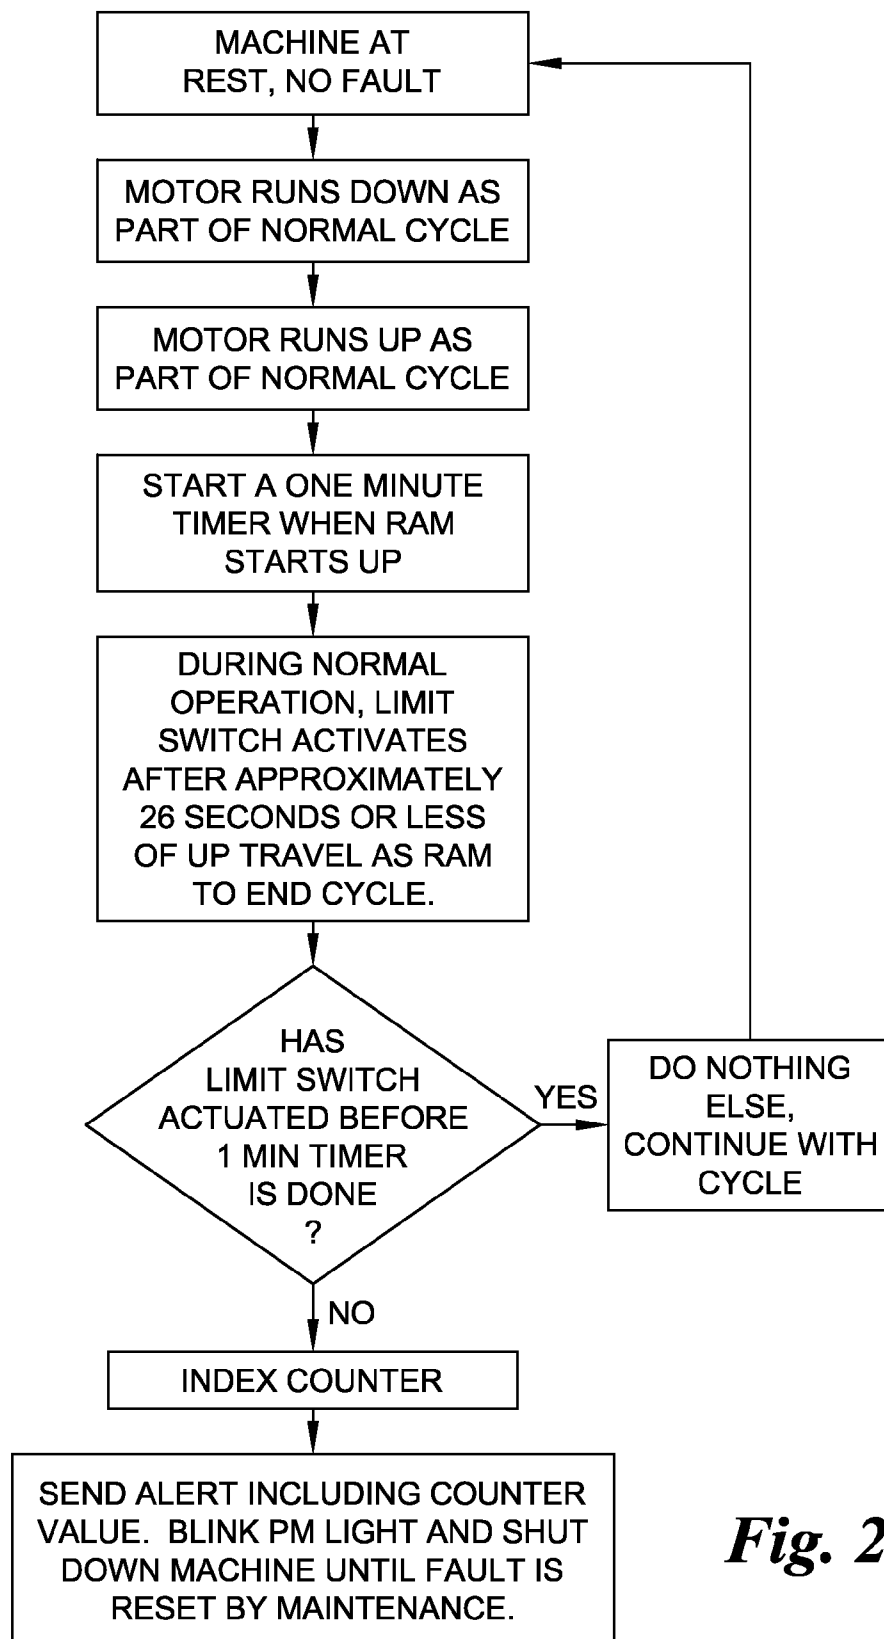 MACHINE AT
REST, NO FAULT
MOTOR RUNS DOWN AS
PART OF NORMAL CYCLE
MOTOR RUNS UP AS
PART OF NORMAL CYCLE
START A ONE MINUTE
TIMER WHEN RAM
STARTS UP
DURING NORMAL
OPERATION, LIMIT
SWITCH ACTIVATES
AFTER APPROXIMATELY
26 SECONDS OR LESS
OF UP TRAVEL AS RAM
TO END CYCLE.
HAS
LIMIT SWITCH
ACTUATED BEFORE
1 MIN TIMER
IS DONE
?
YES
DO NOTHING
ELSE,
CONTINUE WITH
CYCLE
NO
INDEX COUNTER
SEND ALERT INCLUDING COUNTER
VALUE.  BLINK PM LIGHT AND SHUT
DOWN MACHINE UNTIL FAULT IS
RESET BY MAINTENANCE.
Fig. 2